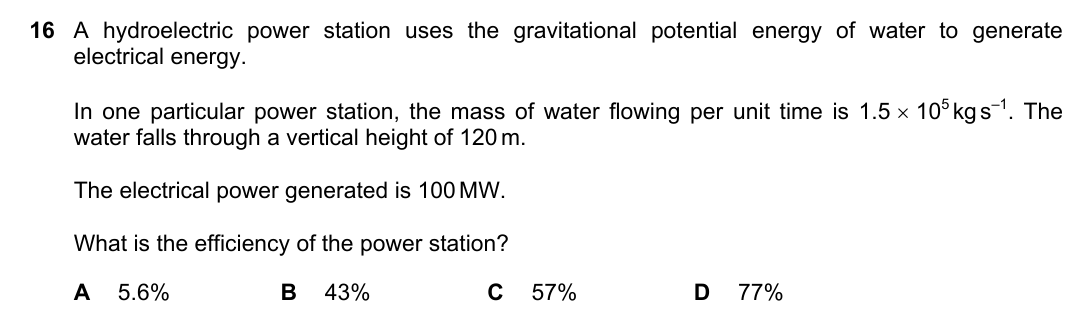 16 A hydroelectric power station uses the gravitational potential energy of water to generate
electrical energy.
In one particular power station, the mass of water flowing per unit time is 1.5 × 10⁵ kg s⁻¹. The
water falls through a vertical height of 120 m.
The electrical power generated is 100 MW.
What is the efficiency of the power station?
A 5.6% B 43% C 57% D 77%